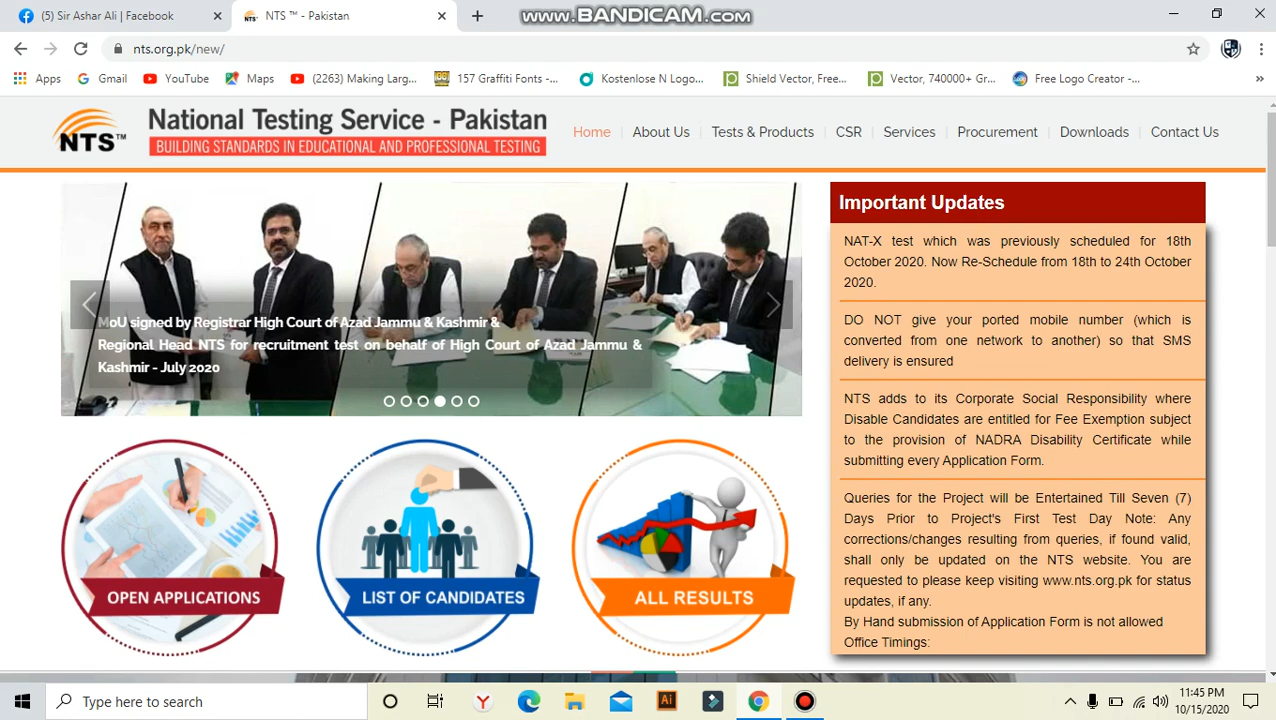 (5) Sir Ashar Ali | Facebook
NTS ™ - Pakistan
www.BANDICAM.com
nts.org.pk/new/
Apps
Gmail
YouTube
Maps
(2263) Making Larg...
157 Graffiti Fonts -...
Kostenlose N Logo...
Shield Vector, Free...
Vector, 740000+ Gr...
Free Logo Creator -...
»
NTS™
National Testing Service - Pakistan
BUILDING STANDARDS IN EDUCATIONAL AND PROFESSIONAL TESTING
Home
About Us
Tests & Products
CSR
Services
Procurement
Downloads
Contact Us
MoU signed by Registrar High Court of Azad Jammu & Kashmir &
Regional Head NTS for recruitment test on behalf of High Court of Azad Jammu &
Kashmir - July 2020
OPEN APPLICATIONS
LIST OF CANDIDATES
ALL RESULTS
Important Updates
NAT-X test which was previously scheduled for 18th
October 2020. Now Re-Schedule from 18th to 24th October
2020.
DO NOT give your ported mobile number (which is
converted from one network to another) so that SMS
delivery is ensured
NTS adds to its Corporate Social Responsibility where
Disable Candidates are entitled for Fee Exemption subject
to the provision of NADRA Disability Certificate while
submitting every Application Form.
Queries for the Project will be Entertained Till Seven (7)
Days Prior to Project's First Test Day Note: Any
corrections/changes resulting from queries, if found valid,
shall only be updated on the NTS website. You are
requested to please keep visiting www.nts.org.pk for status
updates, if any.
By Hand submission of Application Form is not allowed
Office Timings:
Type here to search
Ai
11:45 PM
10/15/2020